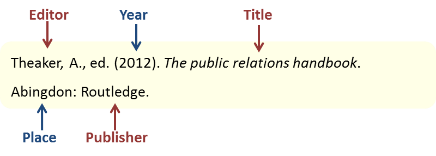 Editor Year Title
Theaker, A., ed. (2012). The public relations handbook.
Abingdon: Routledge.
Place Publisher